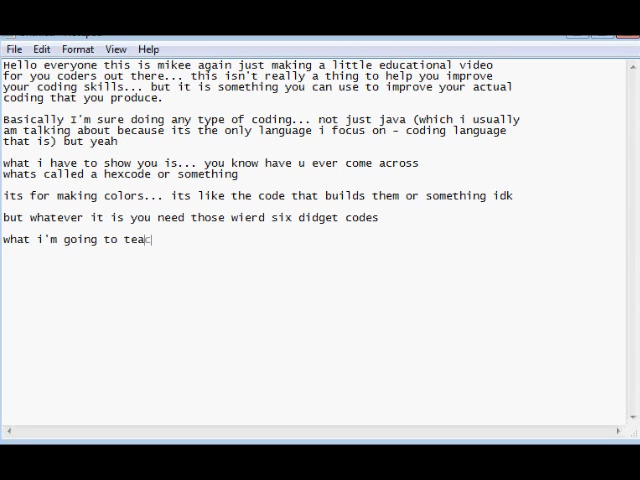 File Edit Format View Help
Hello everyone this is mikee again just making a little educational video
for you coders out there... this isn't really a thing to help you improve
your coding skills... but it is something you can use to improve your actual
coding that you produce.
Basically I'm sure doing any type of coding... not just java (which i usually
am talking about because its the only language i focus on - coding language
that is) but yeah
what i have to show you is... you know have u ever come across
whats called a hexcode or something
its for making colors... its like the code that builds them or something idk
but whatever it is you need those wierd six didget codes
what i'm going to teac